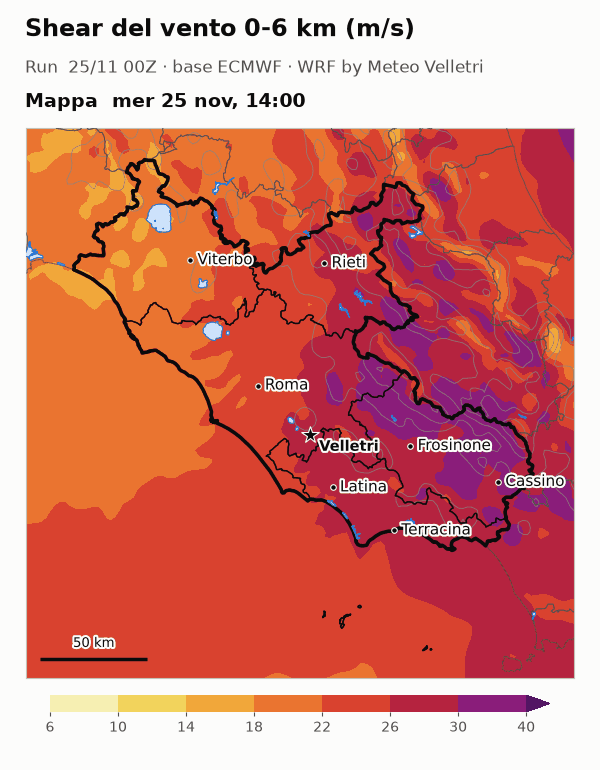 Shear del vento 0-6 km (m/s)
Run 25/11 00Z · base ECMWF · WRF by Meteo Velletri
Mappa mer 25 nov, 14:00
Viterbo
Rieti
Roma
Velletri
Frosinone
Cassino
Latina
Terracina
50 km
6 10 14 18 22 26 30 40